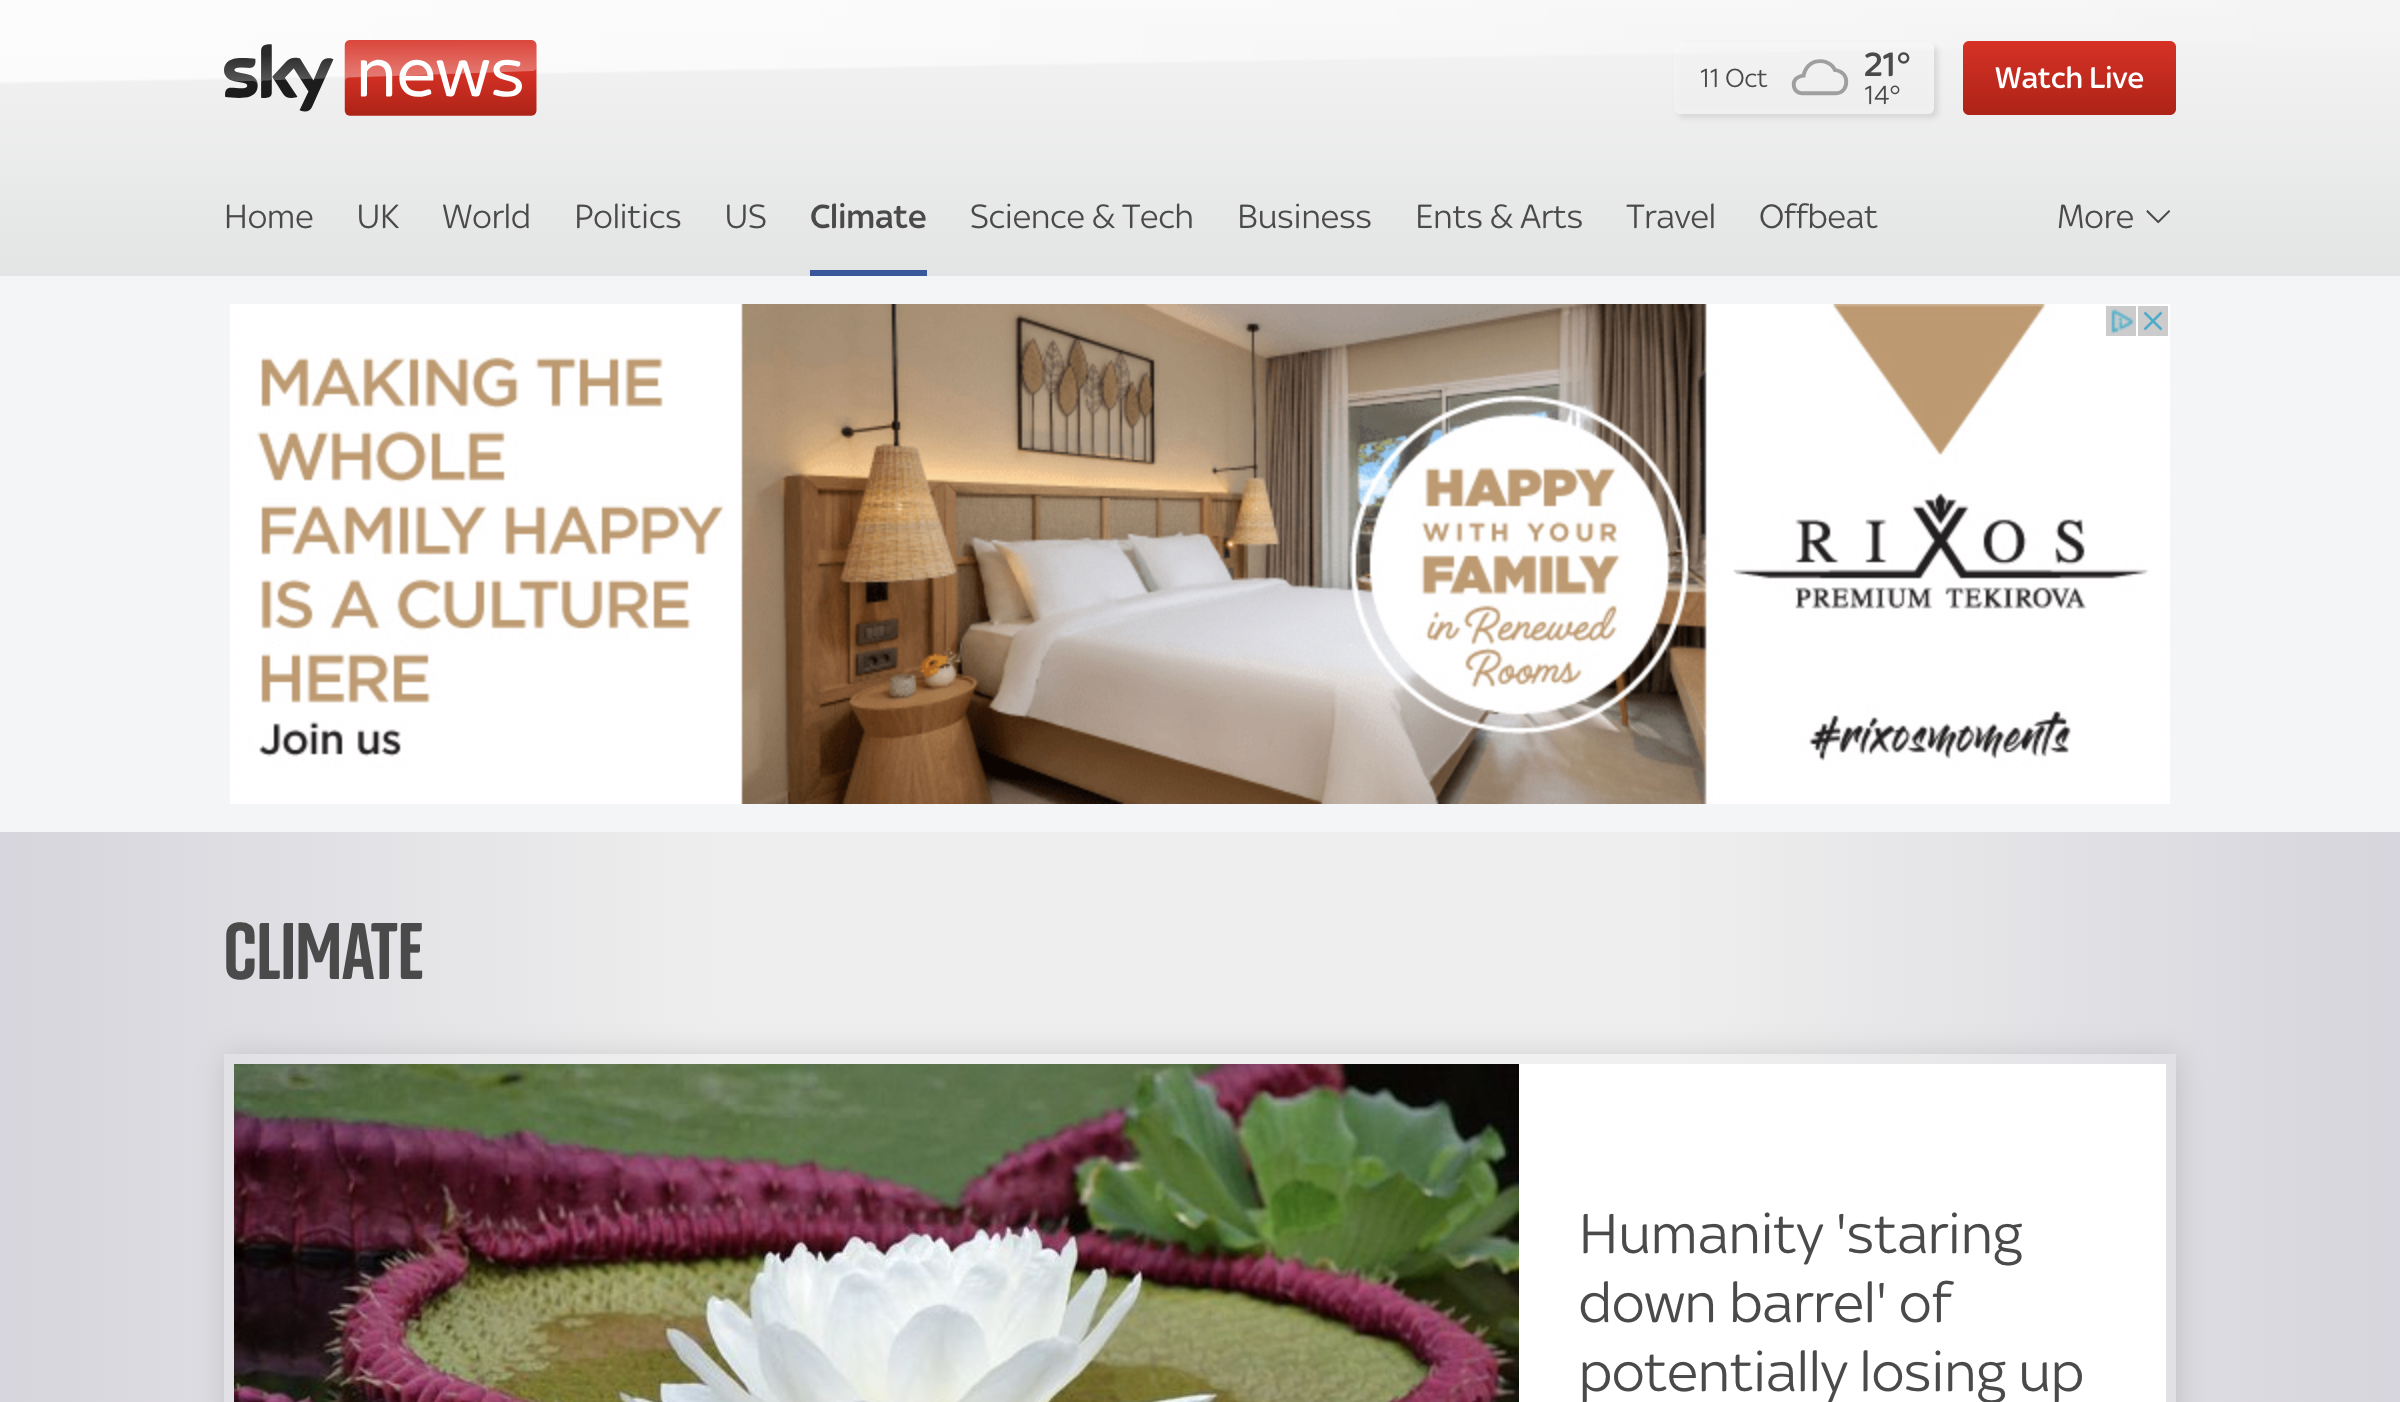 sky news
11 Oct
21°
14°
Watch Live
Home UK World Politics US Climate Science & Tech Business Ents & Arts Travel Offbeat More
MAKING THE
WHOLE
FAMILY HAPPY
IS A CULTURE
HERE
Join us
HAPPY
WITH YOUR
FAMILY
in Renewed
Rooms
RIXOS
PREMIUM TEKIROVA
#rixosmoments
CLIMATE
Humanity 'staring
down barrel' of
potentially losing up